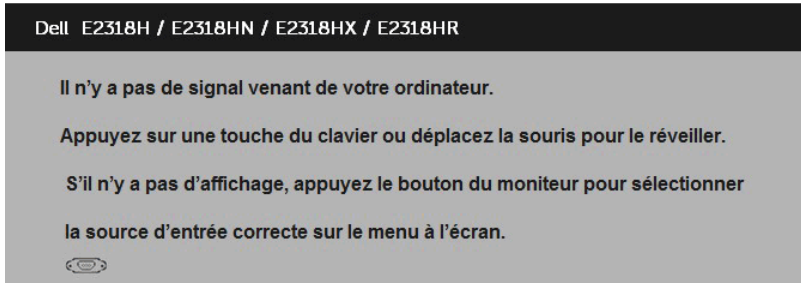 Dell E2318H / E2318HN / E2318HX / E2318HR
Il n’y a pas de signal venant de votre ordinateur.
Appuyez sur une touche du clavier ou déplacez la souris pour le réveiller.
S’il n’y a pas d’affichage, appuyez le bouton du moniteur pour sélectionner
la source d’entrée correcte sur le menu à l’écran.